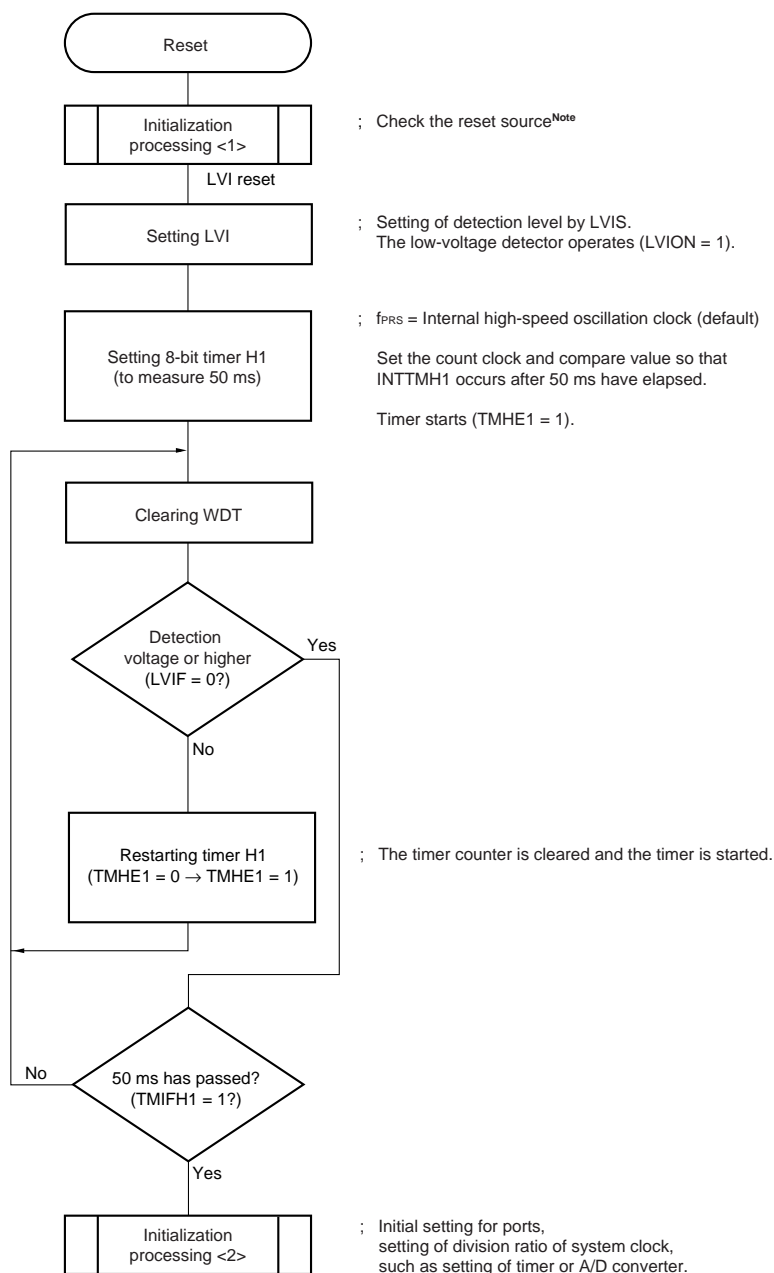 Reset
Initialization
processing <1>
; Check the reset sourceNote
LVI reset
Setting LVI
; Setting of detection level by LVIS.
The low-voltage detector operates (LVION = 1).
Setting 8-bit timer H1
(to measure 50 ms)
; fPRS = Internal high-speed oscillation clock (default)
Set the count clock and compare value so that
INTTMH1 occurs after 50 ms have elapsed.
Timer starts (TMHE1 = 1).
Clearing WDT
Detection
voltage or higher
(LVIF = 0?)
Yes
No
Restarting timer H1
(TMHE1 = 0 → TMHE1 = 1)
; The timer counter is cleared and the timer is started.
No
50 ms has passed?
(TMIFH1 = 1?)
Yes
Initialization
processing <2>
; Initial setting for ports,
setting of division ratio of system clock,
such as setting of timer or A/D converter.